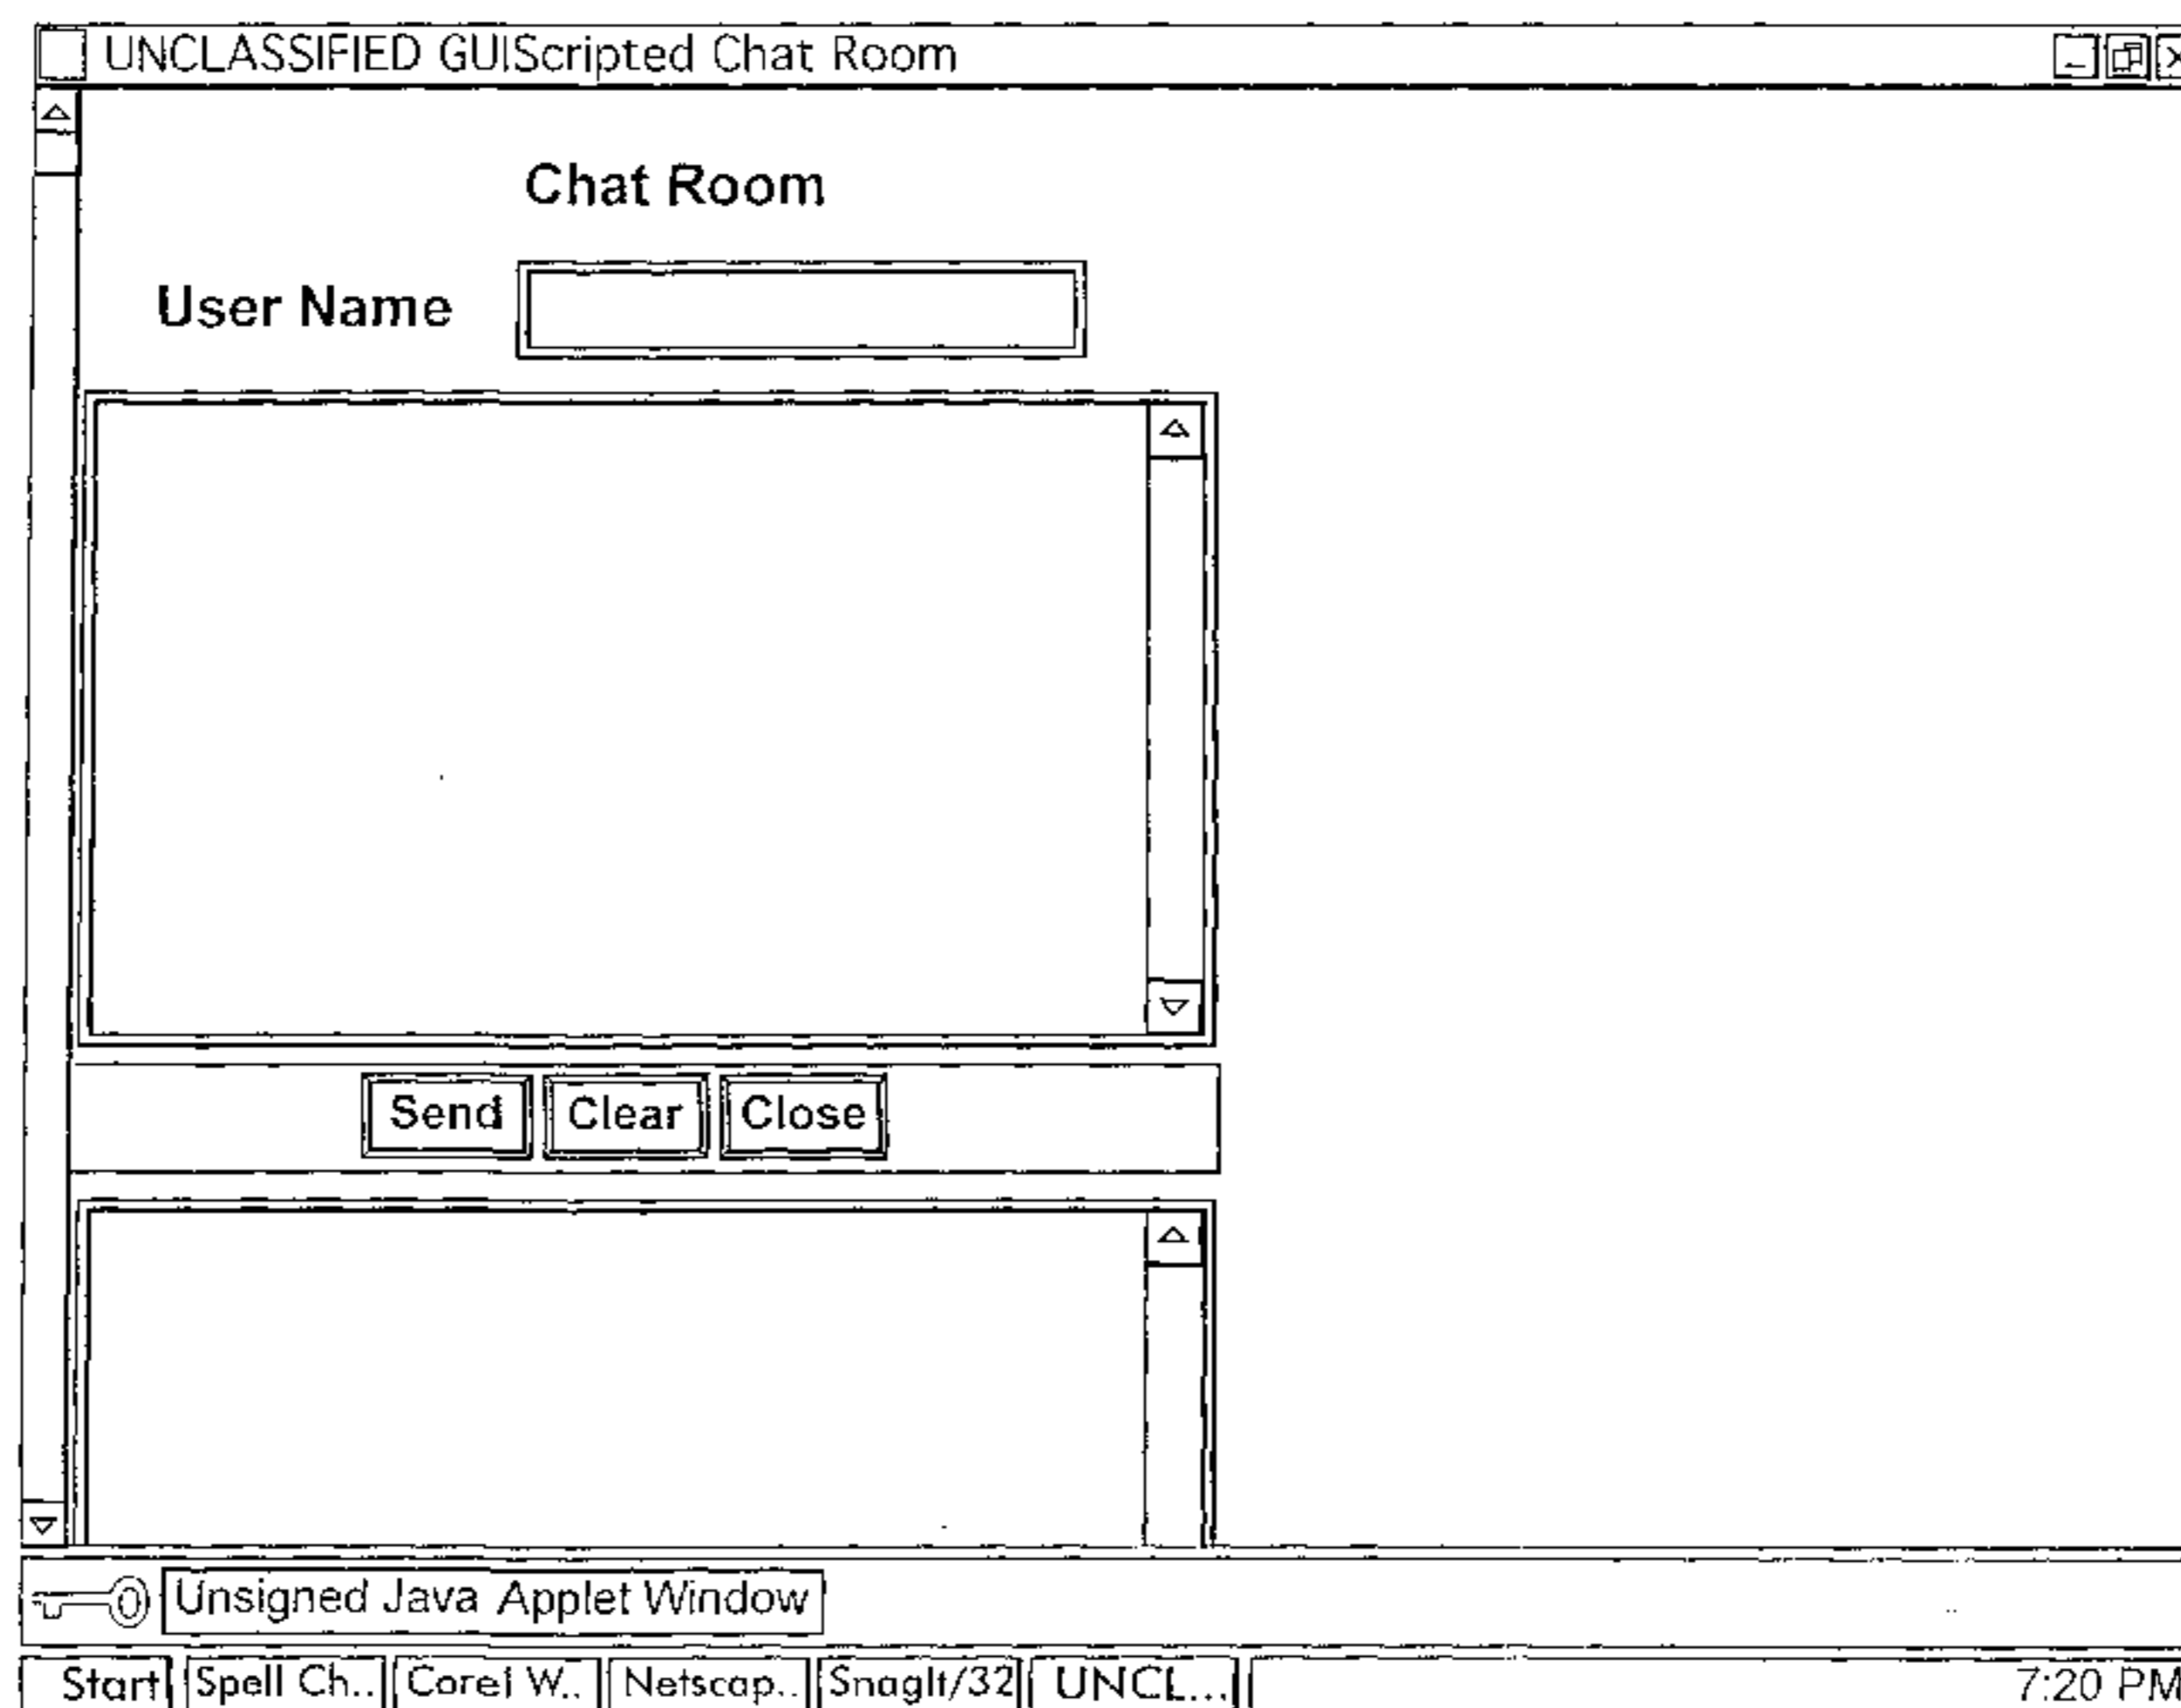 UNCLASSIFIED GUIScripted Chat Room
Chat Room
User Name
Send Clear Close
Unsigned Java Applet Window
Start Spell Ch.. Corel W.. Netscap.. SnagIt/32 UNCL... 7:20 PM